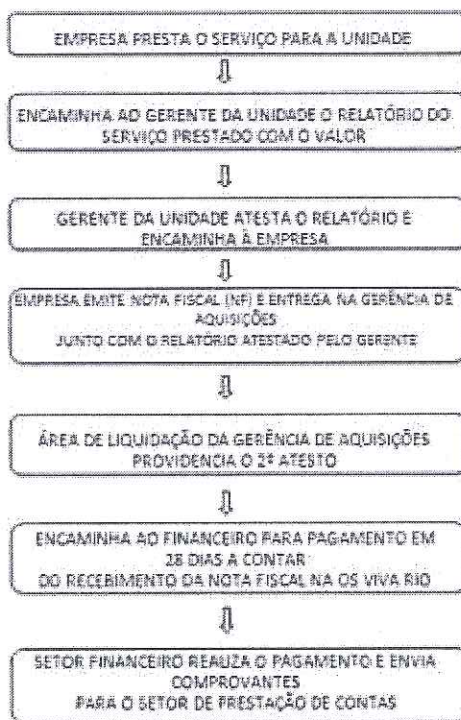 EMPRESA PRESTA O SERVIÇO PARA A UNIDADE
ENCAMINHA AO GERENTE DA UNIDADE O RELATÓRIO DO
SERVIÇO PRESTADO COM O VALOR
GERENTE DA UNIDADE ATESTA O RELATÓRIO E
ENCAMINHA À EMPRESA
EMPRESA EMITE NOTA FISCAL (NF) E ENTREGA NA GERÊNCIA DE
AQUISIÇÕES
JUNTO COM O RELATÓRIO ATESTADO PELO GERENTE
ÁREA DE LIQUIDAÇÃO DA GERÊNCIA DE AQUISIÇÕES
PROVIDENCIA O 2º ATESTO
ENCAMINHA AO FINANCEIRO PARA PAGAMENTO EM
28 DIAS A CONTAR
DO RECEBIMENTO DA NOTA FISCAL NA OS VIVA RIO
SETOR FINANCEIRO REALIZA O PAGAMENTO E ENVIA
COMPROVANTES
PARA O SETOR DE PRESTAÇÃO DE CONTAS